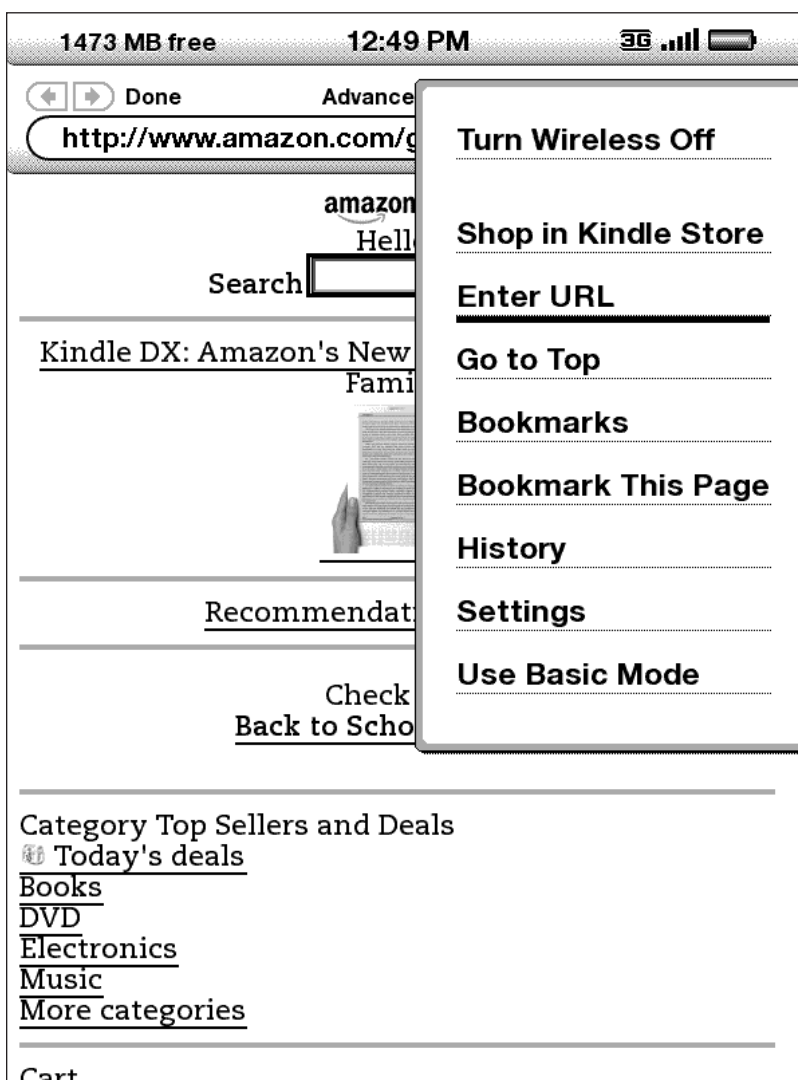 1473 MB free 12:49 PM 3G
Done Advance
http://www.amazon.com/g
Turn Wireless Off
Shop in Kindle Store
Enter URL
Go to Top
Bookmarks
Bookmark This Page
History
Settings
Use Basic Mode
amazon
Hell
Search
Kindle DX: Amazon's New
Fami
Recommendat
Check
Back to Scho
Category Top Sellers and Deals
Today's deals
Books
DVD
Electronics
Music
More categories
Cart